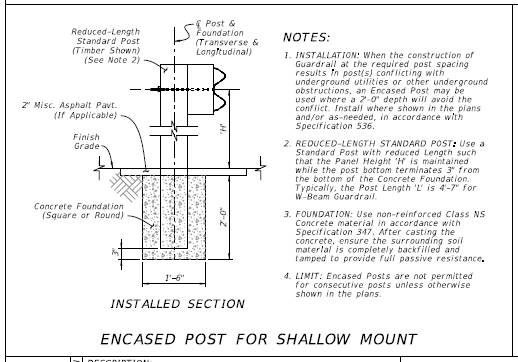 ℄ Post &
Foundation
(Transverse &
Longitudinal)
Reduced-Length
Standard Post
(Timber Shown)
(See Note 2)
2" Misc. Asphalt Pavt.
(If Applicable)
Finish
Grade
'H'
Concrete Foundation
(Square or Round)
2'-0"
3"
1'-6"
INSTALLED SECTION
NOTES:
1. INSTALLATION: When the construction of
Guardrail at the required post spacing
results in post(s) conflicting with
underground utilities or other underground
obstructions, an Encased Post may be
used where a 2'-0" depth will avoid the
conflict. Install where shown in the plans
and/or as-needed, in accordance with
Specification 536.
2. REDUCED-LENGTH STANDARD POST: Use a
Standard Post with reduced Length such
that the Panel Height 'H' is maintained
while the post bottom terminates 3" from
the bottom of the Concrete Foundation.
Typically, the Post Length 'L' is 4'-7" for
W-Beam Guardrail.
3. FOUNDATION: Use non-reinforced Class NS
Concrete material in accordance with
Specification 347. After casting the
concrete, ensure the surrounding soil
material is completely backfilled and
tamped to provide full passive resistance.
4. LIMIT: Encased Posts are not permitted
for consecutive posts unless otherwise
shown in the plans.
ENCASED POST FOR SHALLOW MOUNT
DESCRIPTION: